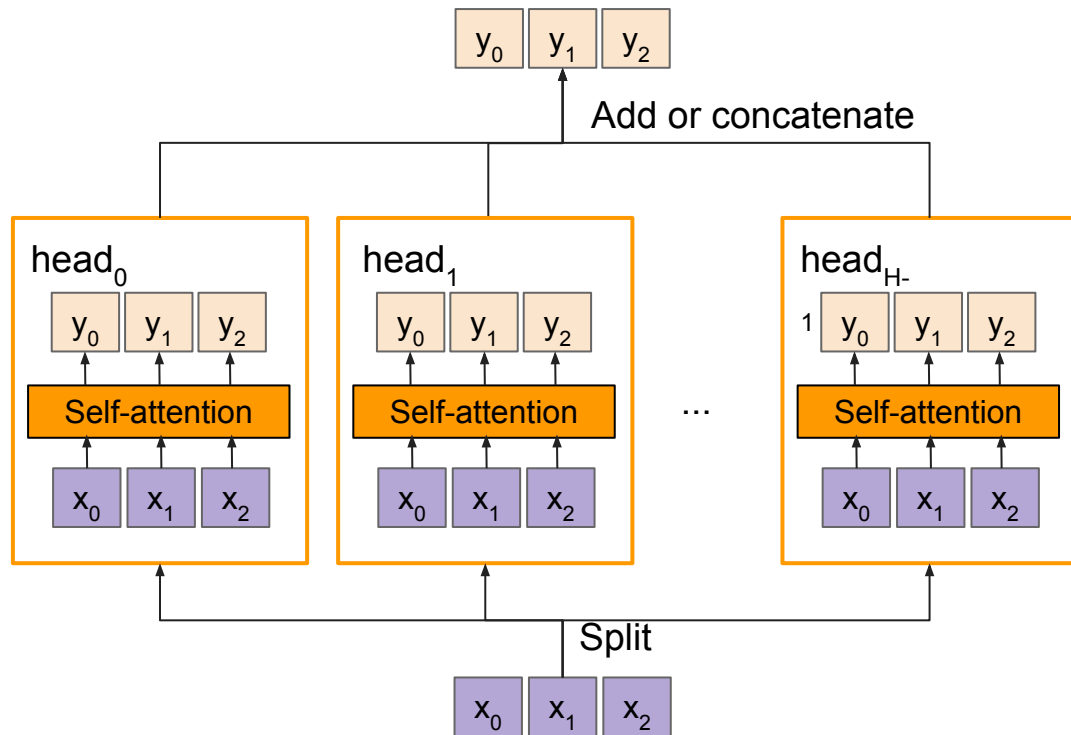 y0 y1 y2
Add or concatenate
head0
y0 y1 y2
Self-attention
x0 x1 x2
head1
y0 y1 y2
Self-attention
x0 x1 x2
...
headH-
1
y0 y1 y2
Self-attention
x0 x1 x2
Split
x0 x1 x2